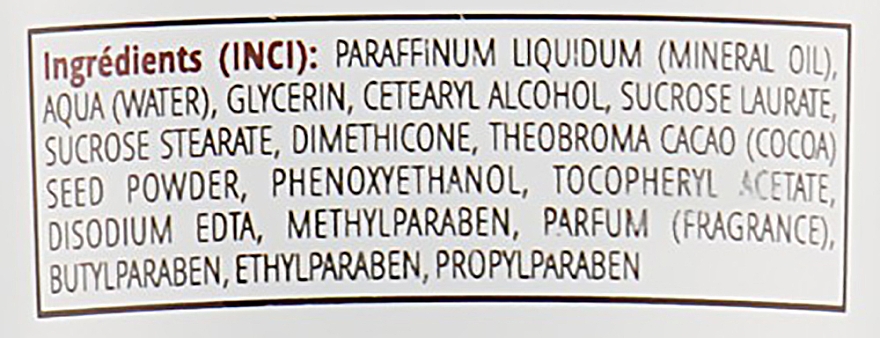 Ingrédients (INCI): PARAFFINUM LIQUIDUM (MINERAL OIL),
AQUA (WATER), GLYCERIN, CETEARYL ALCOHOL, SUCROSE LAURATE,
SUCROSE STEARATE, DIMETHICONE, THEOBROMA CACAO (COCOA)
SEED POWDER, PHENOXYETHANOL, TOCOPHERYL ACETATE,
DISODIUM EDTA, METHYLPARABEN, PARFUM (FRAGRANCE),
BUTYLPARABEN, ETHYLPARABEN, PROPYLPARABEN